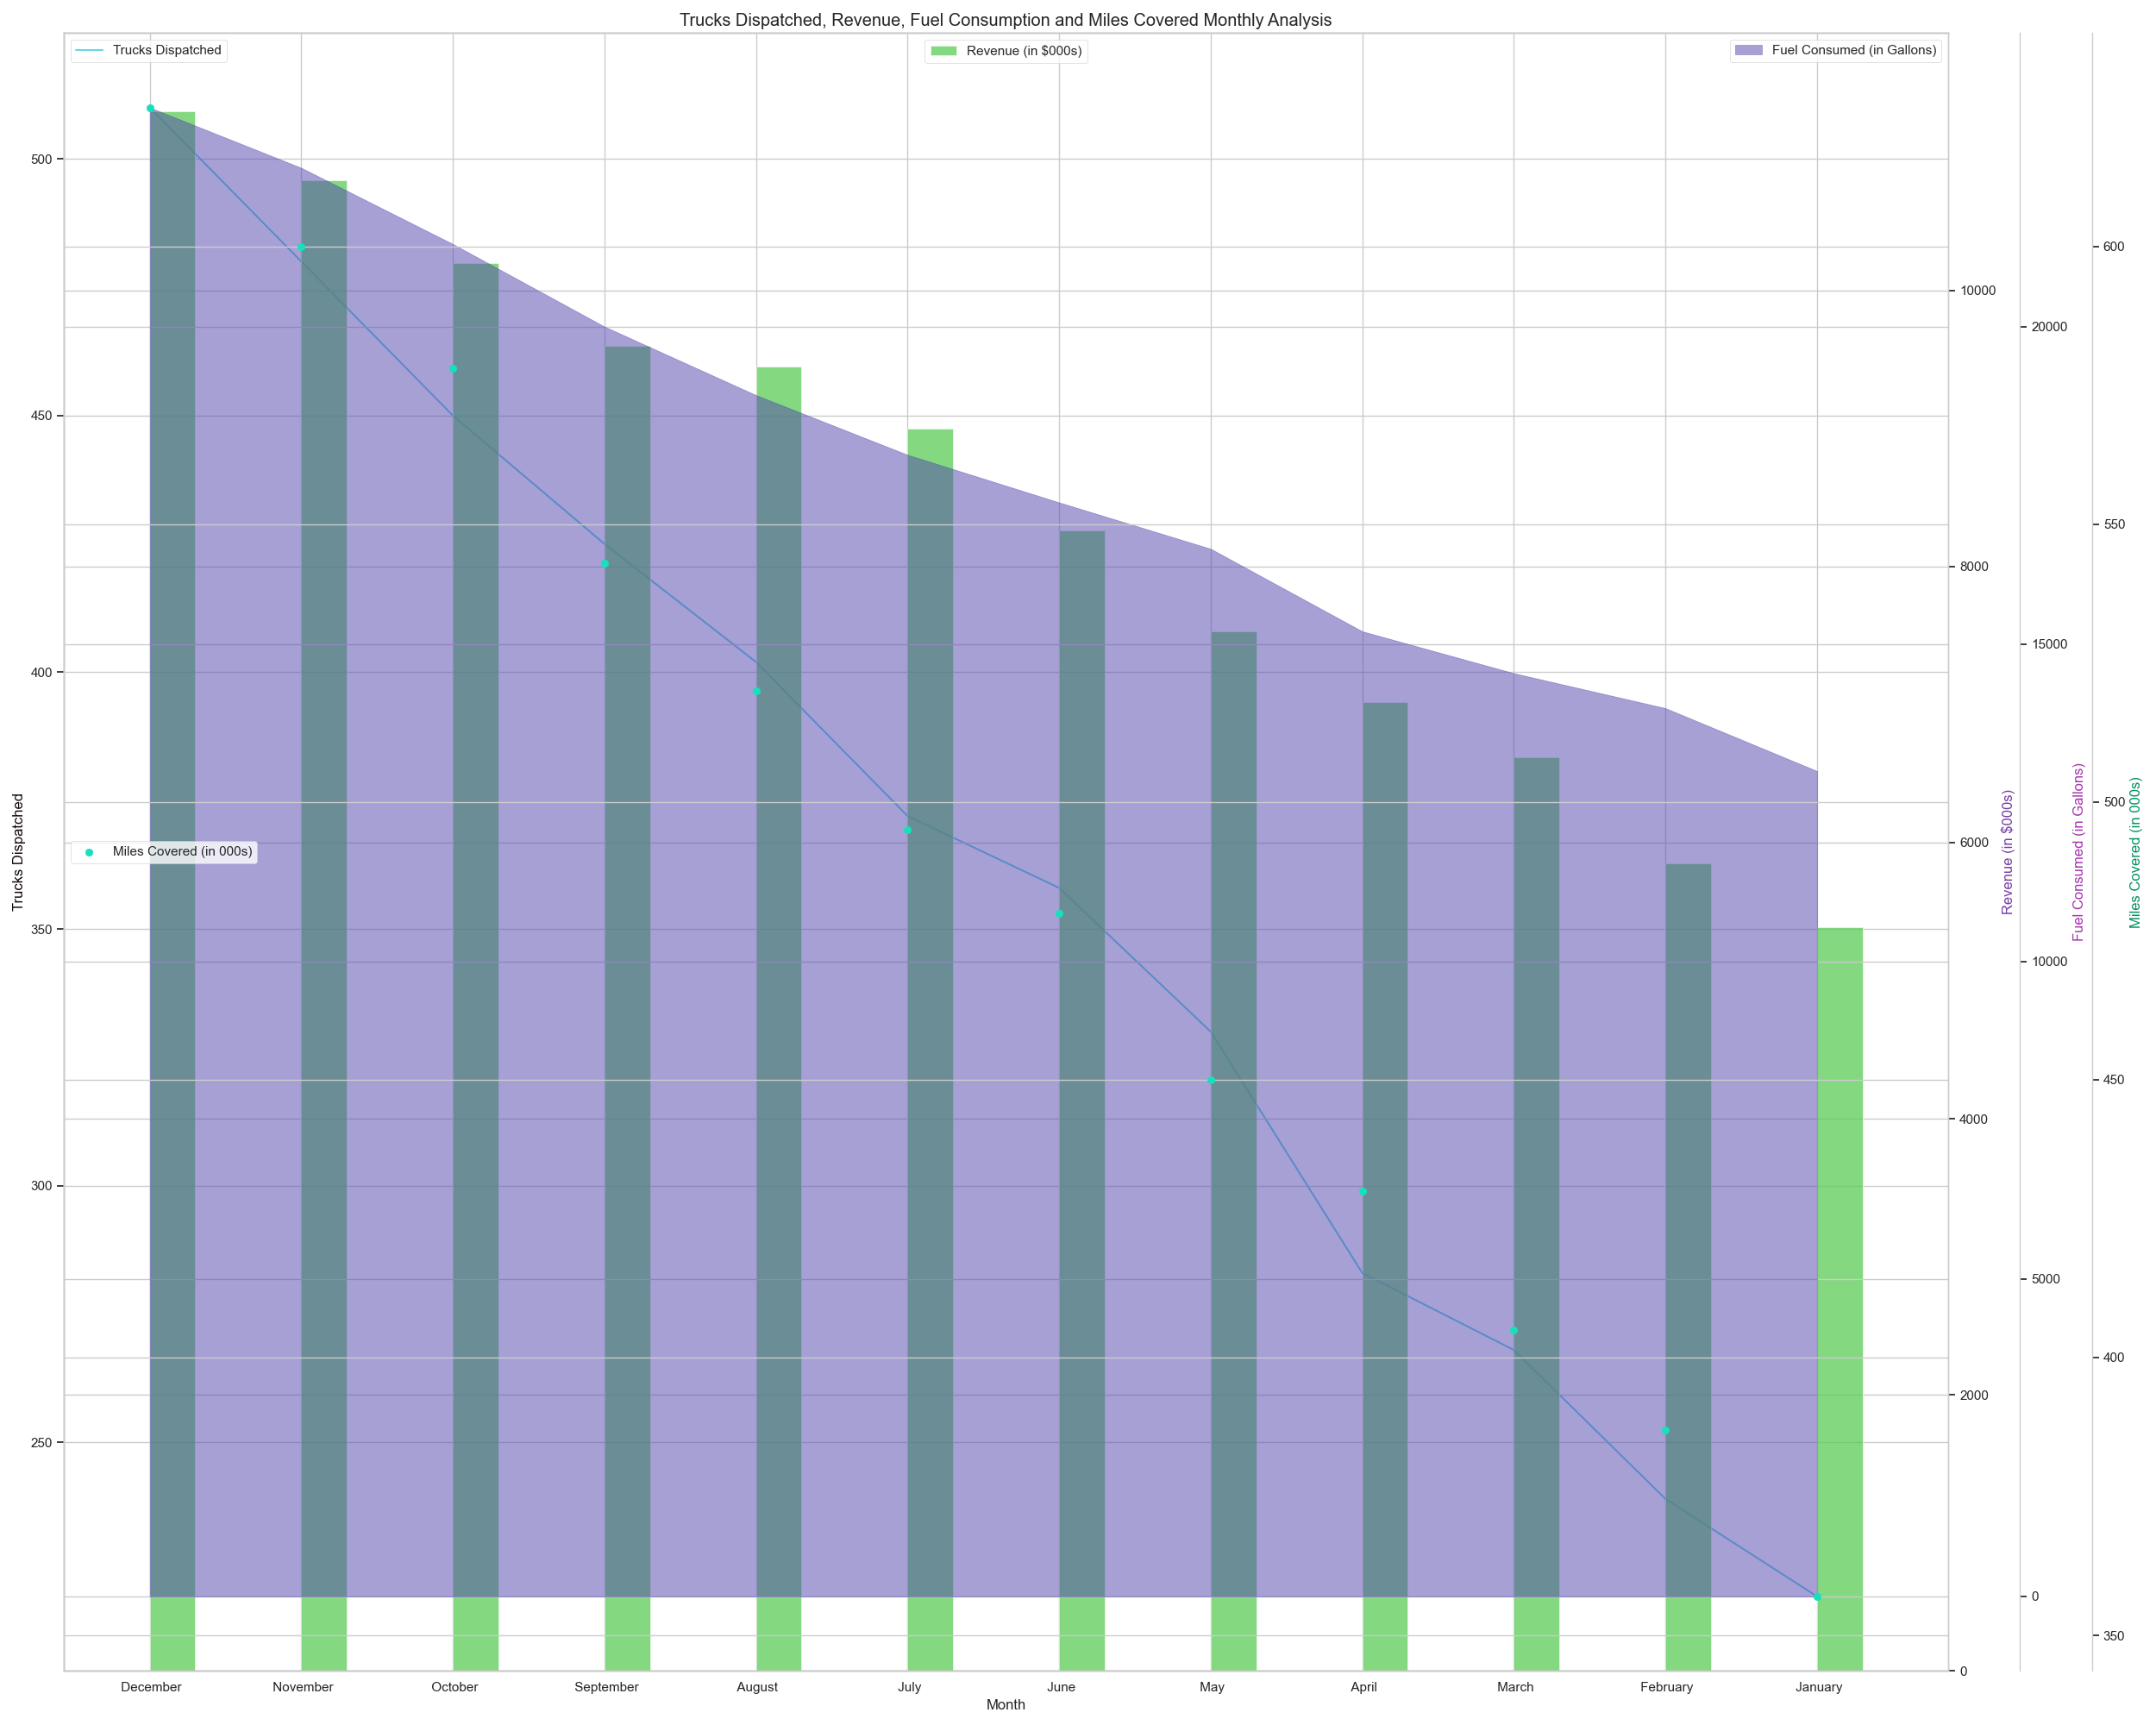 Trucks Dispatched, Revenue, Fuel Consumption and Miles Covered Monthly Analysis
Trucks Dispatched
Revenue (in $000s)
Fuel Consumed (in Gallons)
Miles Covered (in 000s)
Trucks Dispatched
500
450
400
350
300
250
10000
8000
6000
4000
2000
0
Revenue (in $000s)
20000
15000
10000
5000
0
Fuel Consumed (in Gallons)
600
550
500
450
400
350
Miles Covered (in 000s)
December November October September August July June May April March February January
Month